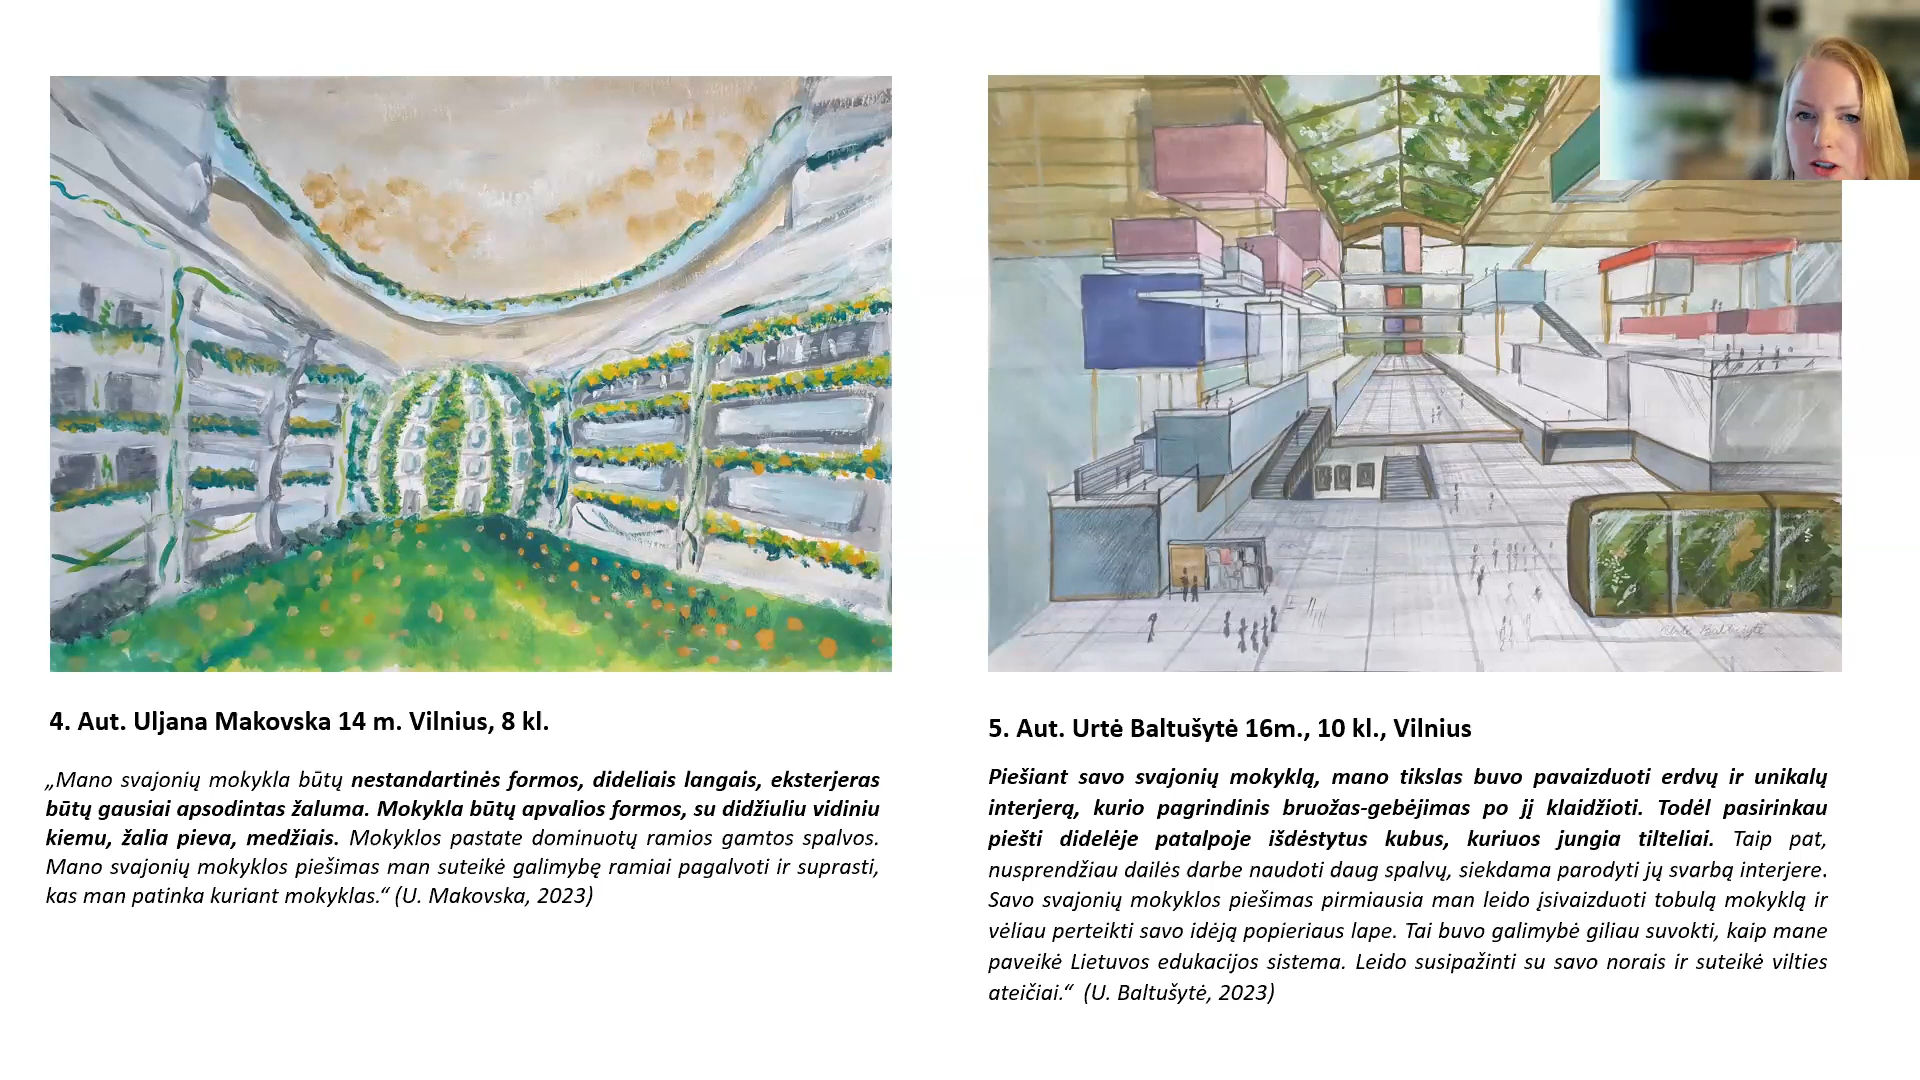 4. Aut. Uljana Makovska 14 m. Vilnius, 8 kl.
„Mano svajonių mokykla būtų nestandartinės formos, dideliais langais, eksterjeras
būtų gausiai apsodintas žaluma. Mokykla būtų apvalios formos, su didžiuliu vidiniu
kiemu, žalia pieva, medžiais. Mokyklos pastate dominuotų ramios gamtos spalvos.
Mano svajonių mokyklos piešimas man suteikė galimybę ramiai pagalvoti ir suprasti,
kas man patinka kuriant mokyklas.“ (U. Makovska, 2023)
5. Aut. Urtė Baltušytė 16m., 10 kl., Vilnius
Piešiant savo svajonių mokyklą, mano tikslas buvo pavaizduoti erdvų ir unikalų
interjerą, kurio pagrindinis bruožas-gebėjimas po jį klaidžioti. Todėl pasirinkau
piešti didelėje patalpoje išdėstytus kubus, kuriuos jungia tilteliai. Taip pat,
nusprendžiau dailės darbe naudoti daug spalvų, siekdama parodyti jų svarbą interjere.
Savo svajonių mokyklos piešimas pirmiausia man leido įsivaizduoti tobulą mokyklą ir
vėliau perteikti savo idėją popieriaus lape. Tai buvo galimybė giliau suvokti, kaip mane
paveikė Lietuvos edukacijos sistema. Leido susipažinti su savo norais ir suteikė vilties
ateičiai.“ (U. Baltušytė, 2023)